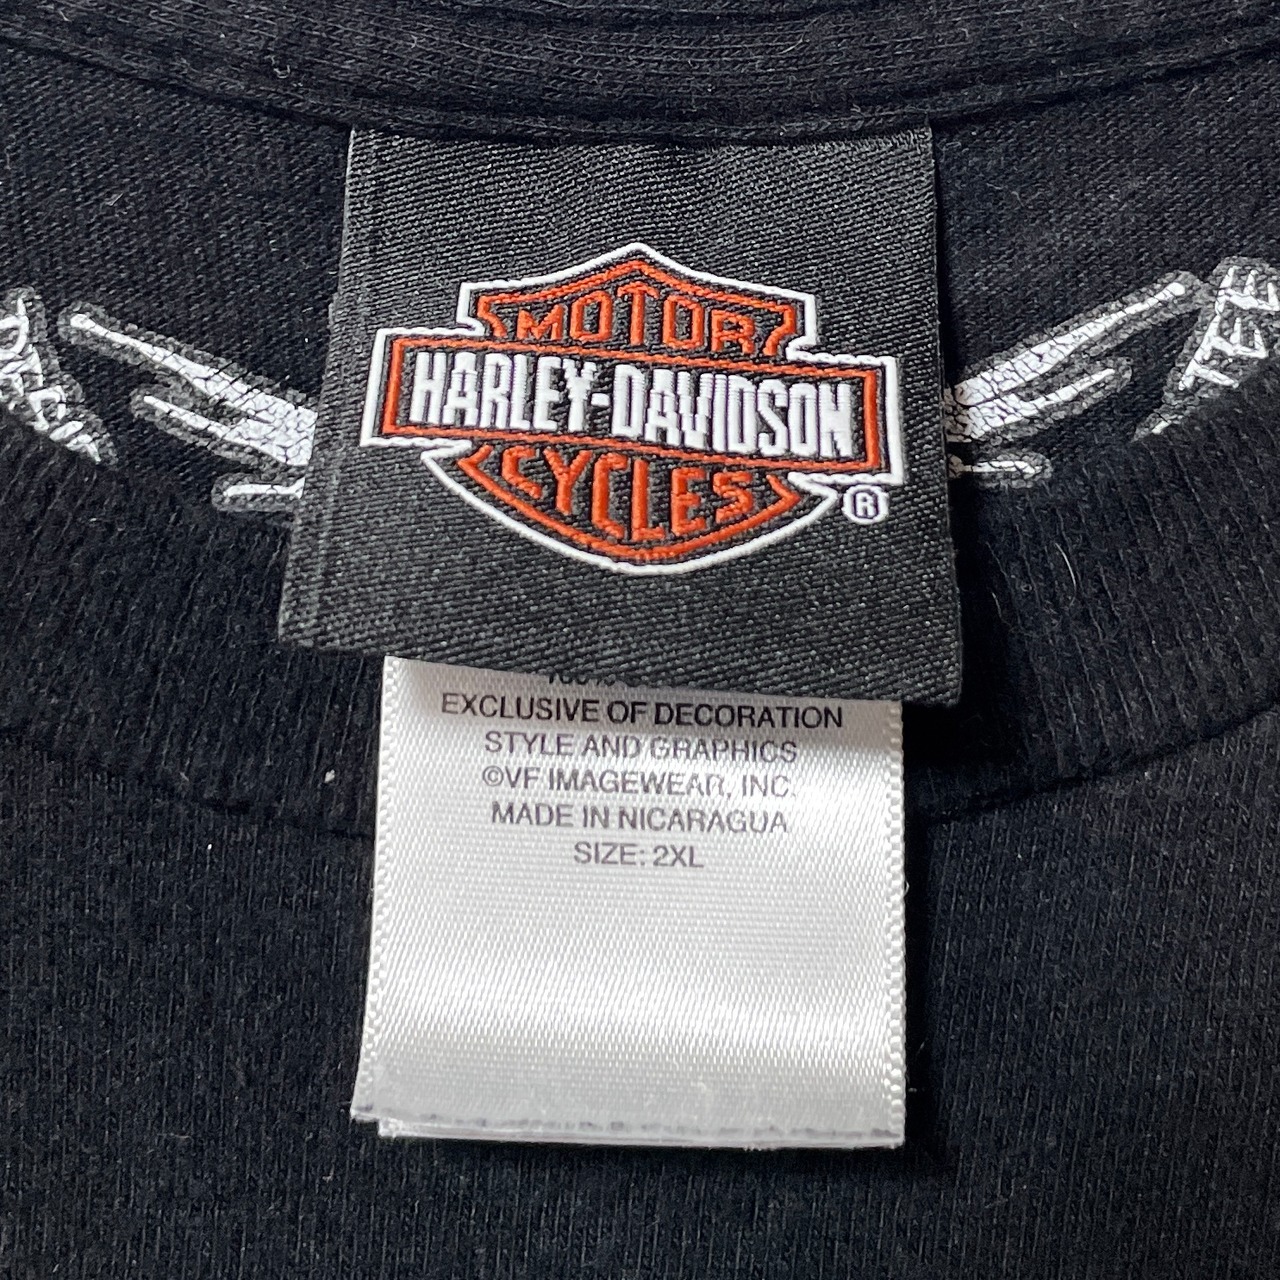 MOTOR
HARLEY-DAVIDSON
CYCLES
®
EXCLUSIVE OF DECORATION
STYLE AND GRAPHICS
©VF IMAGEWEAR, INC.
MADE IN NICARAGUA
SIZE: 2XL